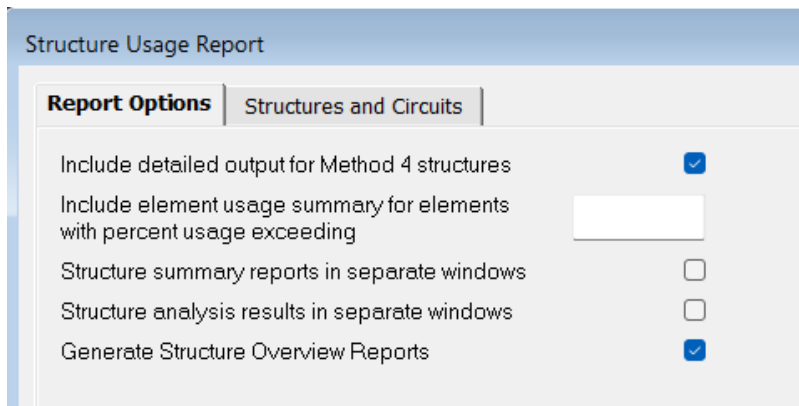 Structure Usage Report
Report Options
Structures and Circuits
Include detailed output for Method 4 structures
Include element usage summary for elements
with percent usage exceeding
Structure summary reports in separate windows
Structure analysis results in separate windows
Generate Structure Overview Reports